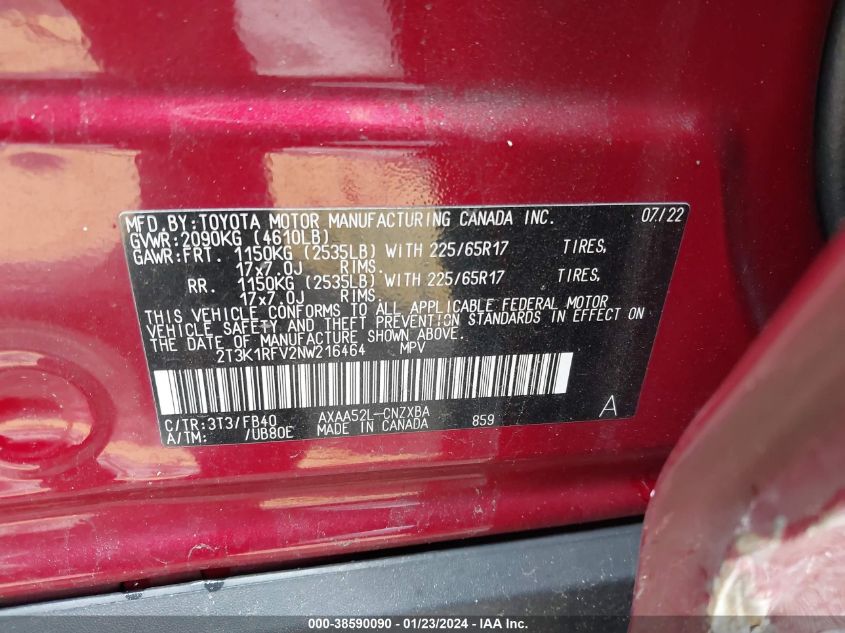 MFD.BY:TOYOTA MOTOR MANUFACTURING CANADA INC. 07/22
GVWR:2090KG (4610LB)
GAWR:FRT. 1150KG (2535LB) WITH 225/65R17 TIRES,
17x7.0J RIMS.
RR. 1150KG (2535LB) WITH 225/65R17 TIRES,
17x7.0J RIMS.
THIS VEHICLE CONFORMS TO ALL APPLICABLE FEDERAL MOTOR
VEHICLE SAFETY AND THEFT PREVENTION STANDARDS IN EFFECT ON
THE DATE OF MANUFACTURE SHOWN ABOVE.
2T3K1RFV2NW216464 MPV
C/TR:3T3/FB40 AXAA52L-CNZXBA A
A/TM: /UB80E MADE IN CANADA 859
000-38590090 - 01/23/2024 - IAA Inc.